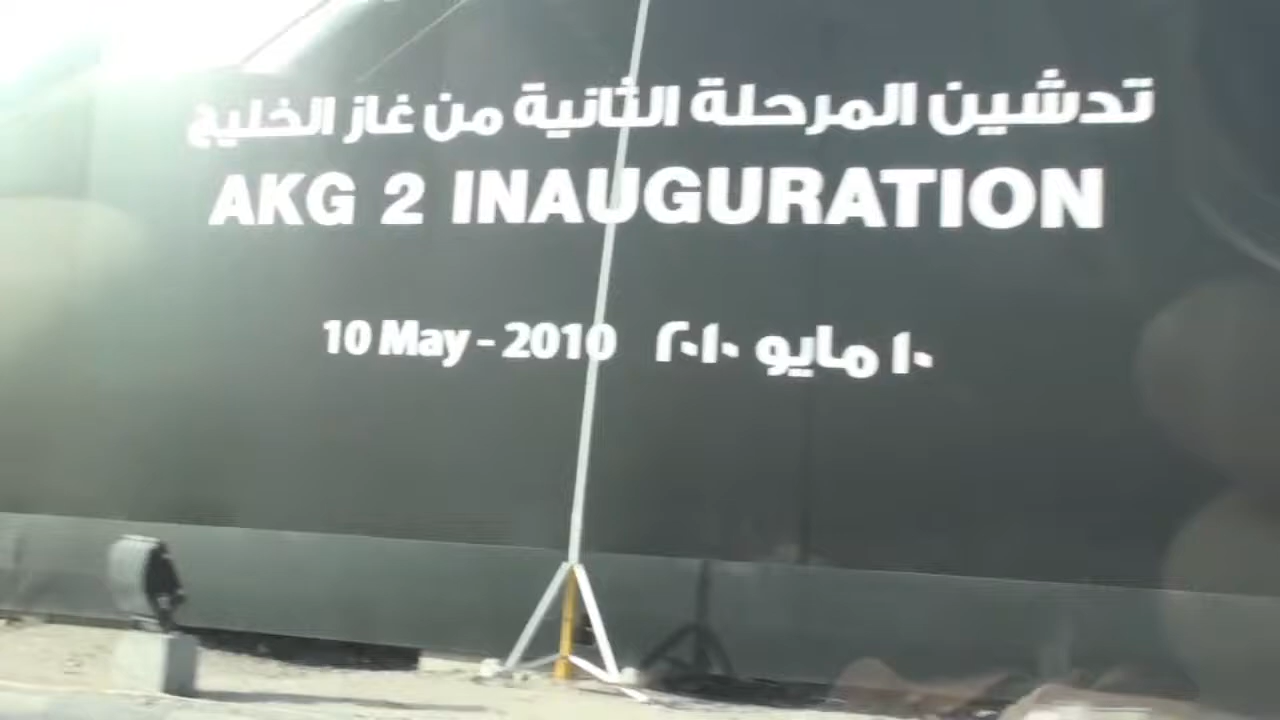 تدشين المرحلة الثانية من غاز الخليج
AKG 2 INAUGURATION
10 May - 2010 ١٠ مايو ٢٠١٠